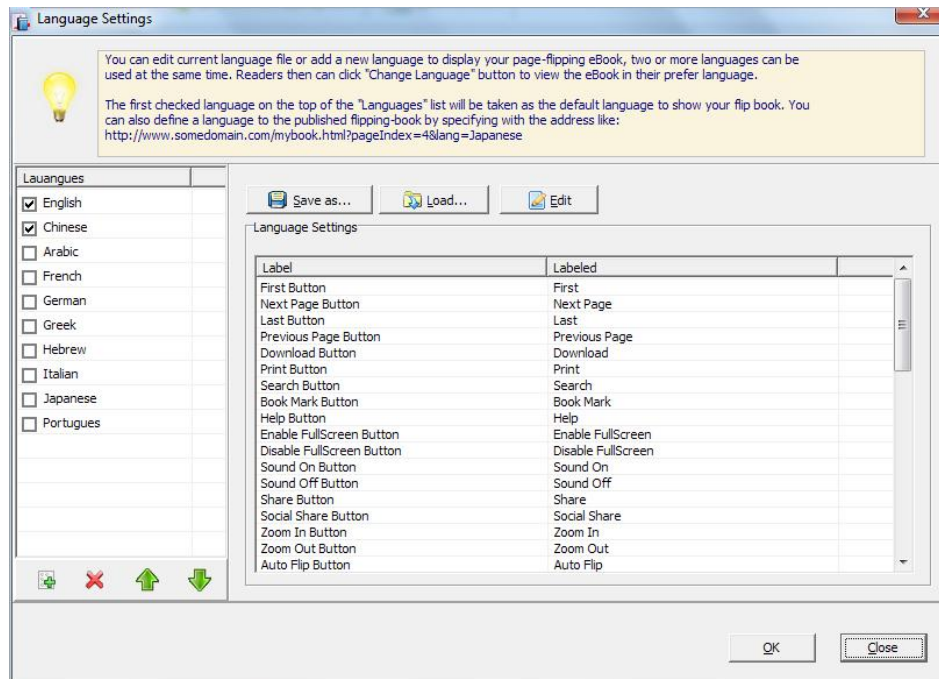 Language Settings
You can edit current language file or add a new language to display your page-flipping eBook, two or more languages can be
used at the same time. Readers then can click "Change Language" button to view the eBook in their prefer language.
The first checked language on the top of the "Languages" list will be taken as the default language to show your flip book. You
can also define a language to the published flipping-book by specifying with the address like:
http://www.somedomain.com/mybook.html?pageIndex=4&lang=Japanese
Lauangues
English
Chinese
Arabic
French
German
Greek
Hebrew
Italian
Japanese
Portugues
Save as... Load... Edit
Language Settings
Label Labeled
First Button First
Next Page Button Next Page
Last Button Last
Previous Page Button Previous Page
Download Button Download
Print Button Print
Search Button Search
Book Mark Button Book Mark
Help Button Help
Enable FullScreen Button Enable FullScreen
Disable FullScreen Button Disable FullScreen
Sound On Button Sound On
Sound Off Button Sound Off
Share Button Share
Social Share Button Social Share
Zoom In Button Zoom In
Zoom Out Button Zoom Out
Auto Flip Button Auto Flip
OK Close